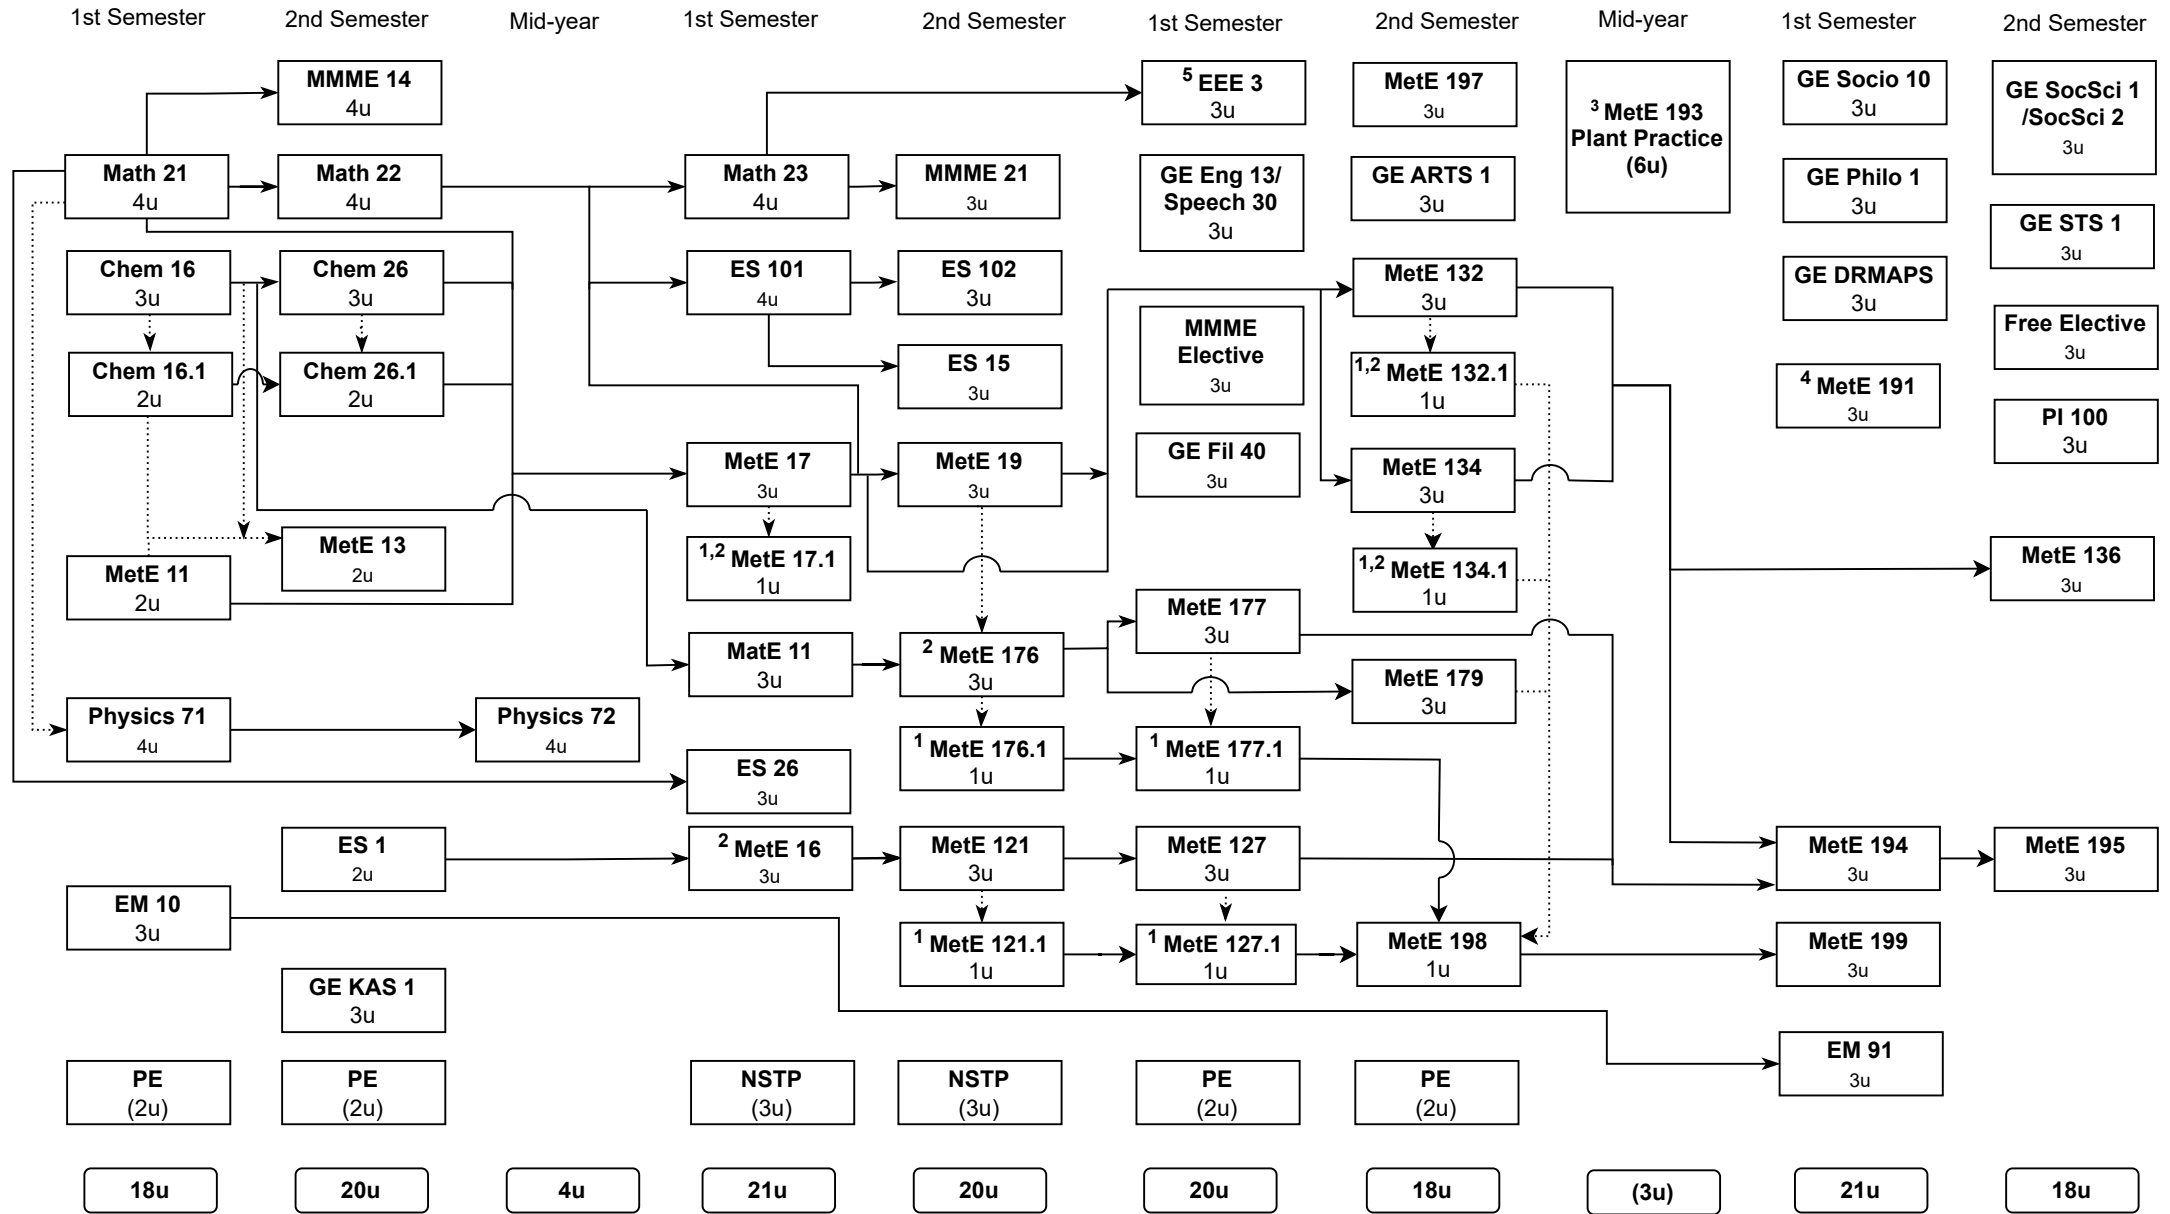 1st Semester
2nd Semester
Mid-year
1st Semester
2nd Semester
1st Semester
2nd Semester
Mid-year
1st Semester
2nd Semester
Math 21
4u
Chem 16
3u
Chem 16.1
2u
MetE 11
2u
Physics 71
4u
EM 10
3u
PE
(2u)
18u
MMME 14
4u
Math 22
4u
Chem 26
3u
Chem 26.1
2u
MetE 13
2u
ES 1
2u
GE KAS 1
3u
PE
(2u)
20u
Physics 72
4u
4u
Math 23
4u
ES 101
4u
MetE 17
3u
1,2 MetE 17.1
1u
MatE 11
3u
ES 26
3u
2 MetE 16
3u
NSTP
(3u)
21u
MMME 21
3u
ES 102
3u
ES 15
3u
MetE 19
3u
2 MetE 176
3u
1 MetE 176.1
1u
MetE 121
3u
1 MetE 121.1
1u
NSTP
(3u)
20u
5 EEE 3
3u
GE Eng 13/
Speech 30
3u
MMME
Elective
3u
GE Fil 40
3u
MetE 177
3u
1 MetE 177.1
1u
MetE 127
3u
1 MetE 127.1
1u
PE
(2u)
20u
MetE 197
3u
GE ARTS 1
3u
MetE 132
3u
1,2 MetE 132.1
1u
MetE 134
3u
1,2 MetE 134.1
1u
MetE 179
3u
MetE 198
1u
PE
(2u)
18u
3 MetE 193
Plant Practice
(6u)
(3u)
GE Socio 10
3u
GE Philo 1
3u
GE DRMAPS
3u
4 MetE 191
3u
MetE 194
3u
MetE 199
3u
EM 91
3u
21u
GE SocSci 1
/SocSci 2
3u
GE STS 1
3u
Free Elective
3u
PI 100
3u
MetE 136
3u
MetE 195
3u
18u